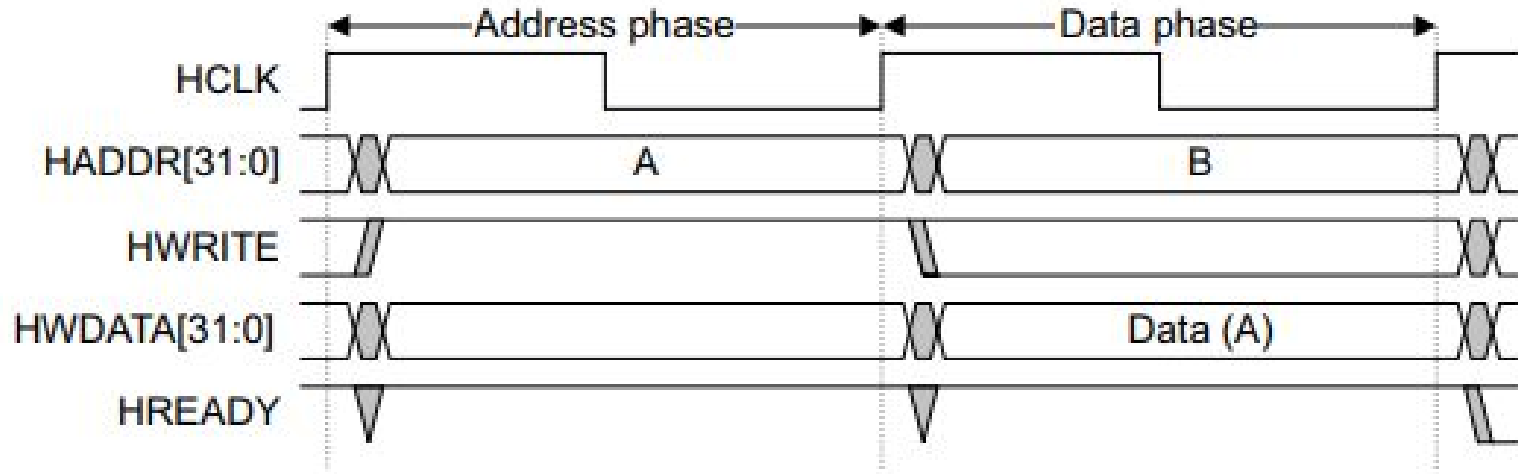 Address phase Data phase
HCLK
HADDR[31:0] A B
HWRITE
HWDATA[31:0] Data (A)
HREADY